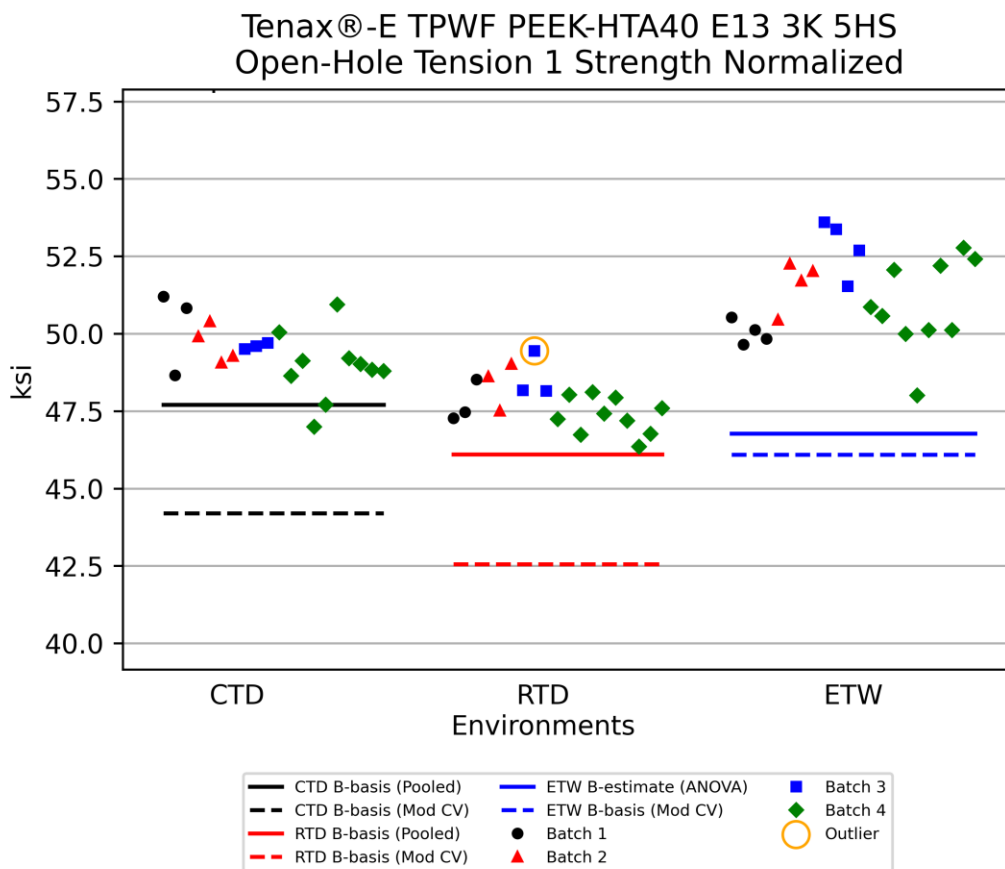 Tenax®-E TPWF PEEK-HTA40 E13 3K 5HS
Open-Hole Tension 1 Strength Normalized
57.5
55.0
52.5
50.0
47.5
45.0
42.5
40.0
ksi
CTD
RTD
ETW
Environments
CTD B-basis (Pooled)
CTD B-basis (Mod CV)
RTD B-basis (Pooled)
RTD B-basis (Mod CV)
ETW B-estimate (ANOVA)
ETW B-basis (Mod CV)
Batch 1
Batch 2
Batch 3
Batch 4
Outlier